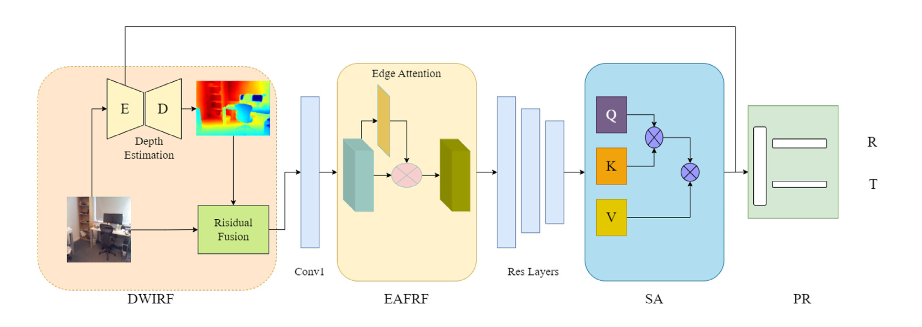 Edge Attention
E
D
Depth
Estimation
Q
K
V
R
T
Risidual
Fusion
Conv1
Res Layers
DWIRF
EAFRF
SA
PR